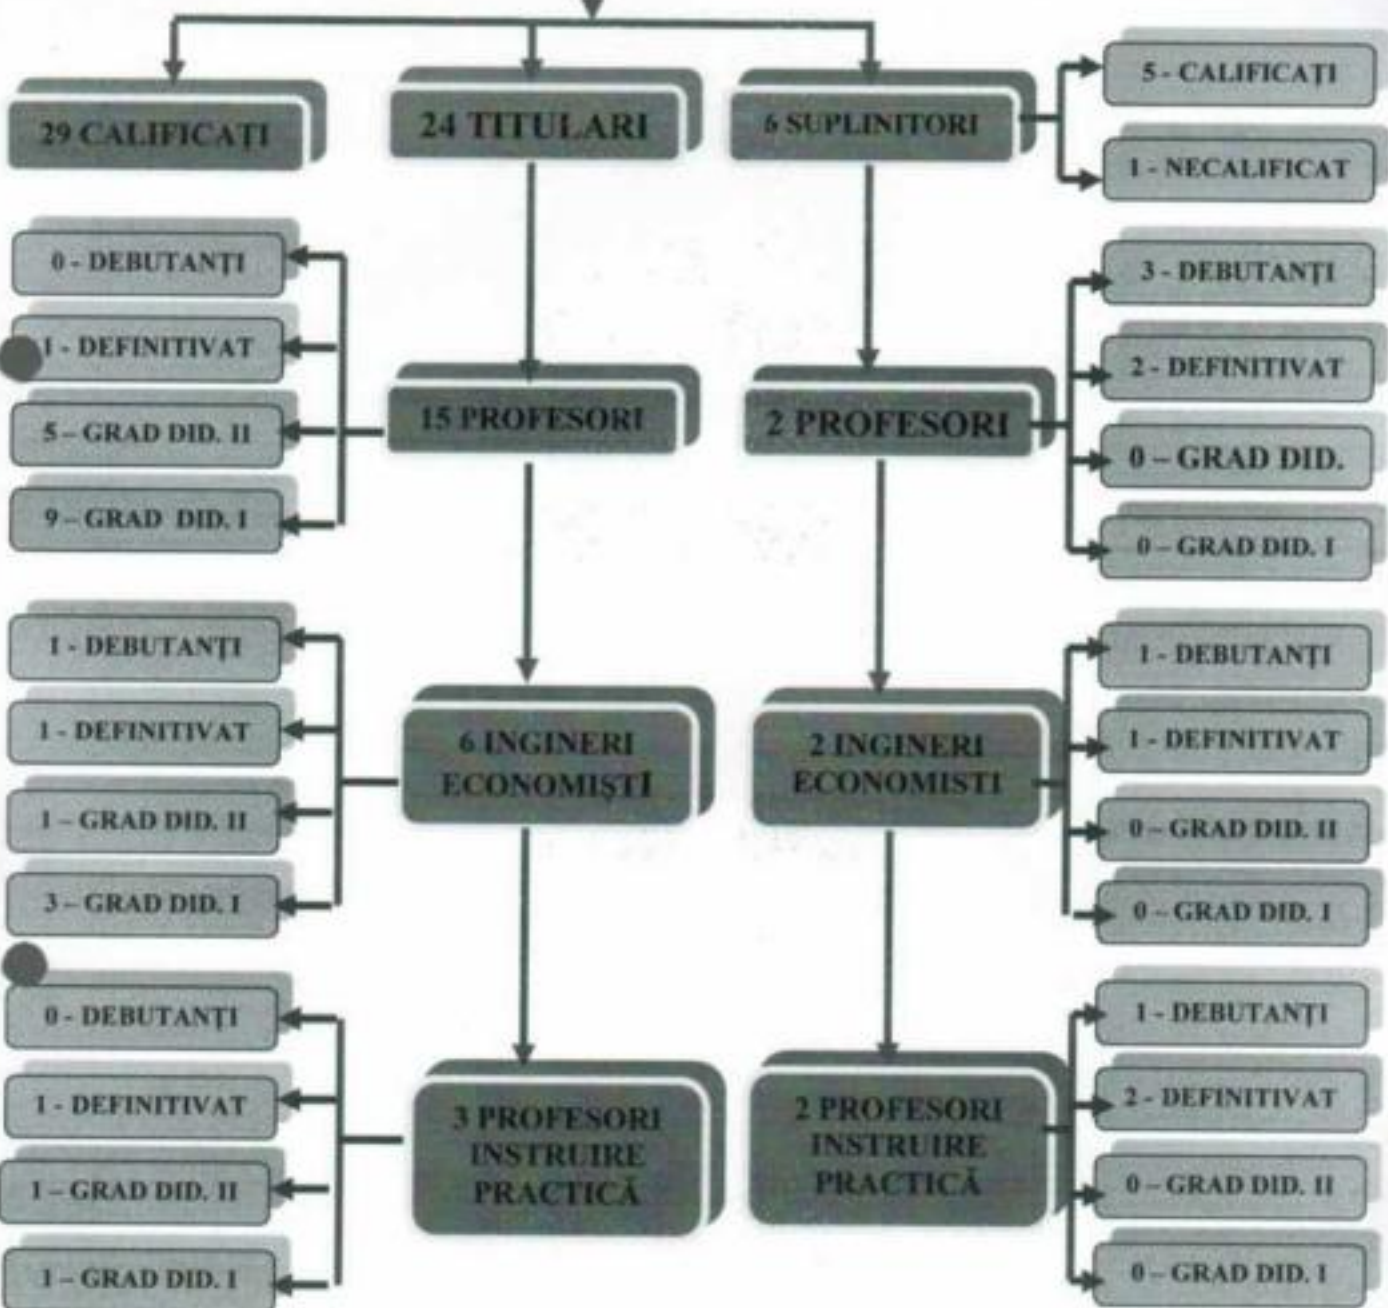 29 CALIFICAȚI
24 TITULARI
6 SUPLINITORI
5 - CALIFICAȚI
1 - NECALIFICAT
0 - DEBUTANȚI
1 - DEFINITIVAT
5 – GRAD DID. II
9 – GRAD DID. I
15 PROFESORI
2 PROFESORI
3 - DEBUTANȚI
2 - DEFINITIVAT
0 – GRAD DID.
0 – GRAD DID. I
1 - DEBUTANȚI
1 - DEFINITIVAT
1 – GRAD DID. II
3 – GRAD DID. I
6 INGINERI
ECONOMIȘTI
2 INGINERI
ECONOMISTI
1 - DEBUTANȚI
1 - DEFINITIVAT
0 – GRAD DID. II
0 – GRAD DID. I
0 - DEBUTANȚI
1 - DEFINITIVAT
1 – GRAD DID. II
1 – GRAD DID. I
3 PROFESORI
INSTRUIRE
PRACTICĂ
2 PROFESORI
INSTRUIRE
PRACTICĂ
1 - DEBUTANȚI
2 - DEFINITIVAT
0 – GRAD DID. II
0 – GRAD DID. I